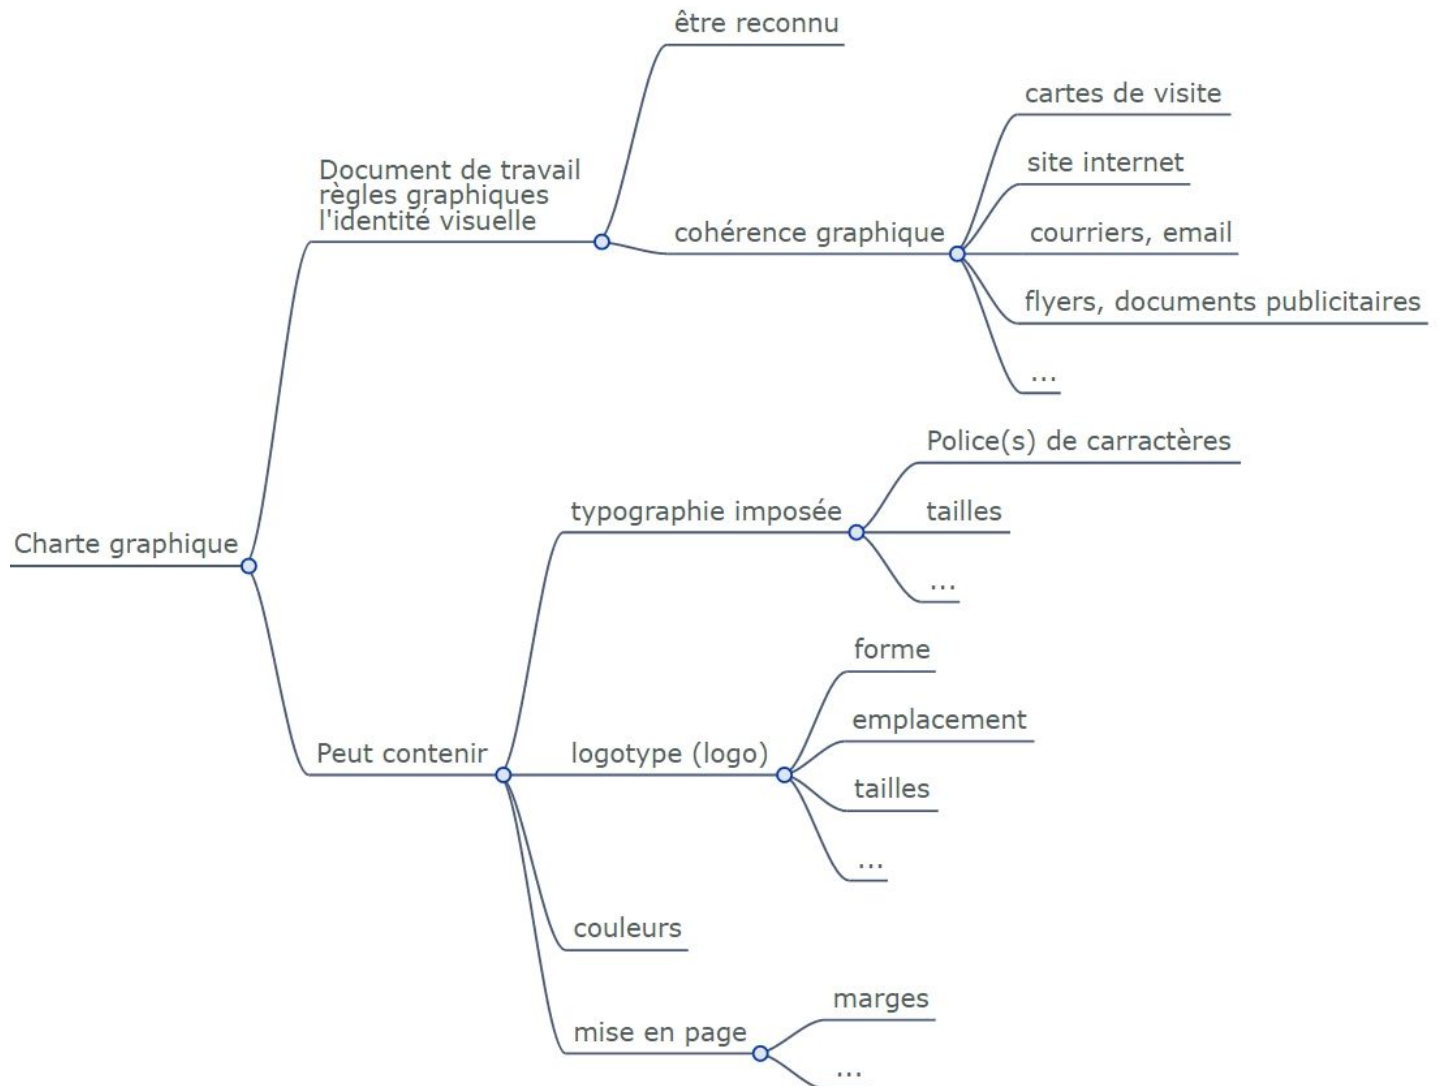 être reconnu
cartes de visite
Document de travail
règles graphiques
l'identité visuelle
site internet
cohérence graphique
courriers, email
flyers, documents publicitaires
...
Police(s) de carractères
typographie imposée
tailles
Charte graphique
...
forme
emplacement
Peut contenir
logotype (logo)
tailles
...
couleurs
marges
mise en page
...